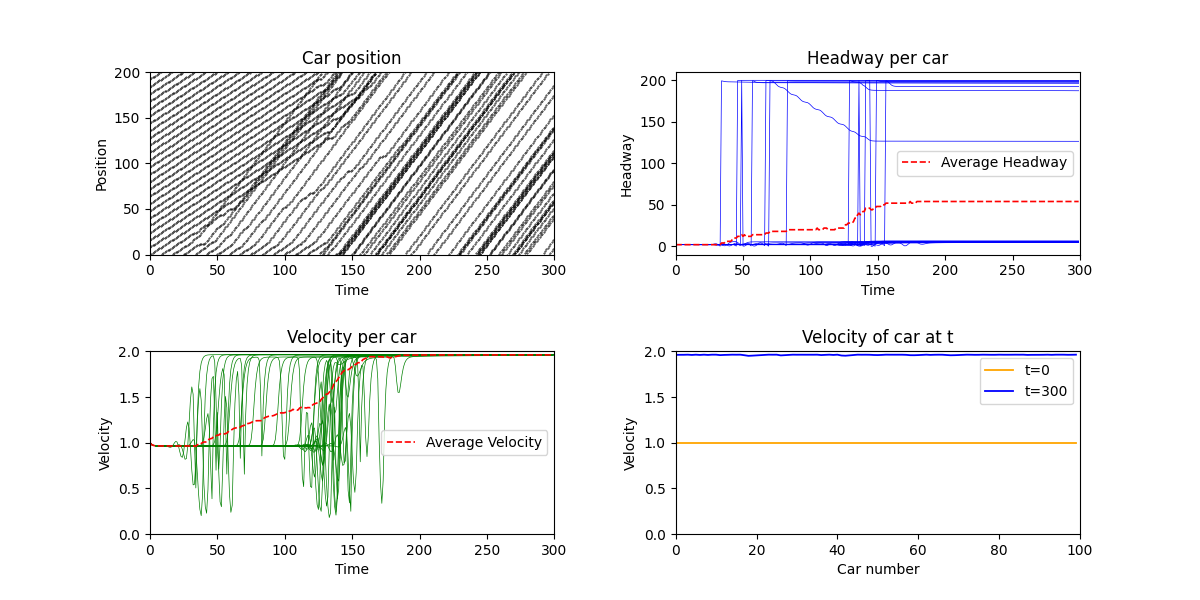 Car position
Position
200
150
100
50
0
0 50 100 150 200 250 300
Time
Headway per car
Headway
200
150
100
50
0
Average Headway
0 50 100 150 200 250 300
Time
Velocity per car
Velocity
2.0
1.5
1.0
0.5
0.0
Average Velocity
0 50 100 150 200 250 300
Time
Velocity of car at t
Velocity
2.0
1.5
1.0
0.5
0.0
t=0
t=300
0 20 40 60 80 100
Car number